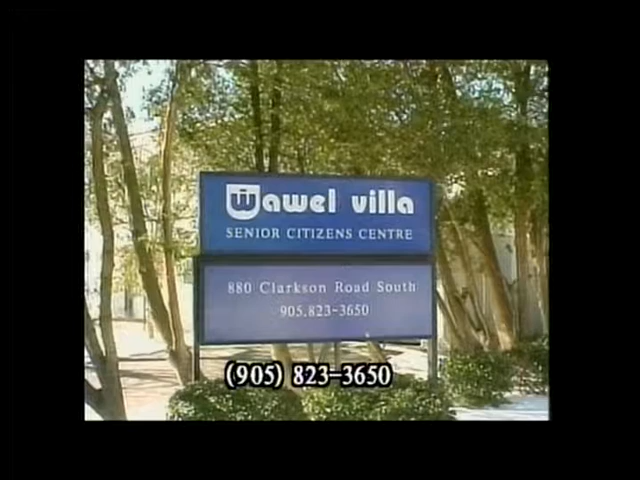 Wawel villa
SENIOR CITIZENS CENTRE
880 Clarkson Road South
905.823-3650
(905) 823-3650